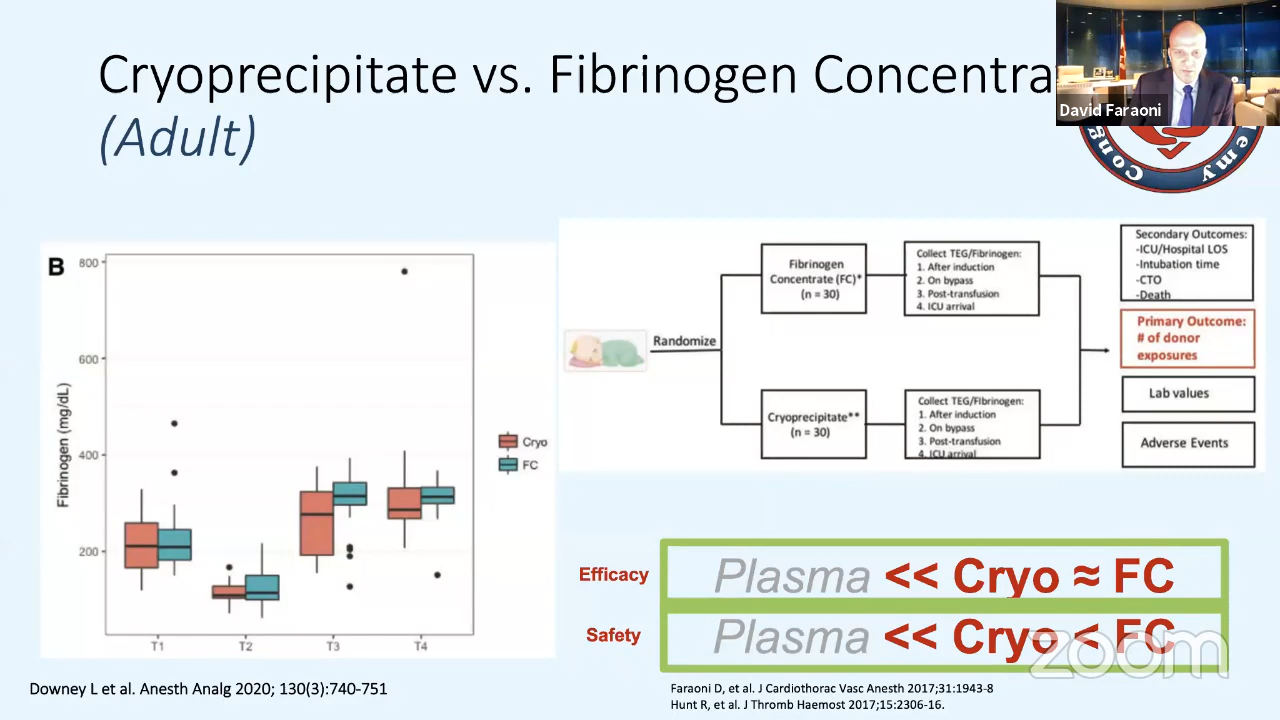 Cryoprecipitate vs. Fibrinogen Concentra
(Adult)
David Faraoni
Cong
lemy
B
800
600
400
200
Fibrinogen (mg/dL)
T1
T2
T3
T4
Cryo
FC
Randomize
Fibrinogen
Concentrate (FC)*
(n = 30)
Collect TEG/Fibrinogen:
1. After induction
2. On bypass
3. Post-transfusion
4. ICU arrival
Cryoprecipitate**
(n = 30)
Collect TEG/Fibrinogen:
1. After induction
2. On bypass
3. Post-transfusion
4. ICU arrival
Secondary Outcomes:
-ICU/Hospital LOS
-Intubation time
-CTO
-Death
Primary Outcome:
# of donor
exposures
Lab values
Adverse Events
Efficacy
Plasma << Cryo ≈ FC
Safety
Plasma << Cryo < FC
zoom
Downey L et al. Anesth Analg 2020; 130(3):740-751
Faraoni D, et al. J Cardiothorac Vasc Anesth 2017;31:1943-8
Hunt R, et al. J Thromb Haemost 2017;15:2306-16.